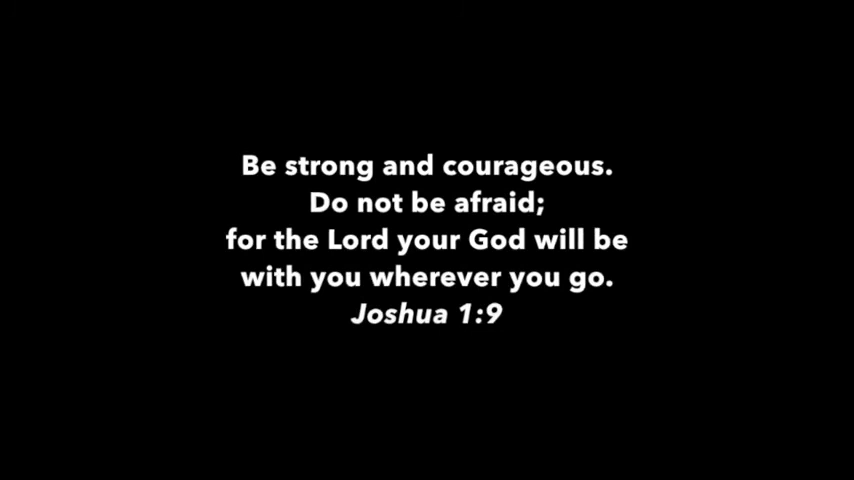 Be strong and courageous.
Do not be afraid;
for the Lord your God will be
with you wherever you go.
Joshua 1:9